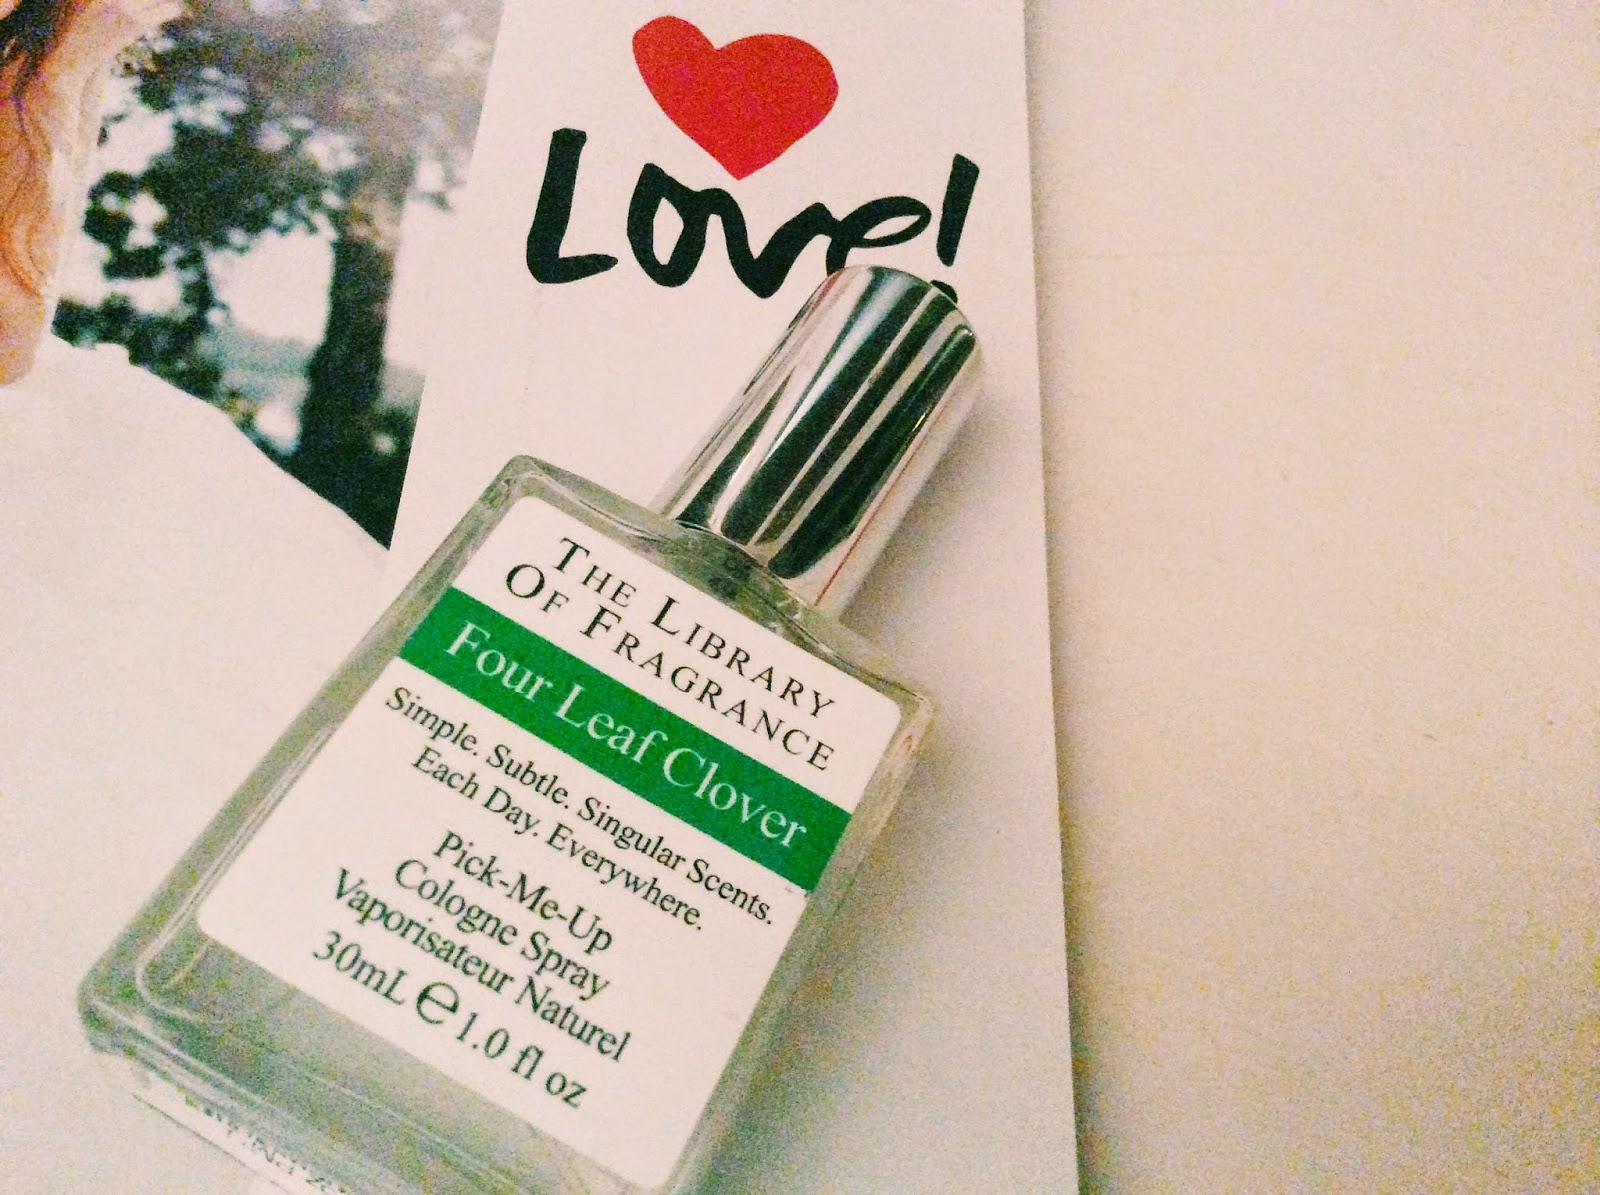 Love!
THE LIBRARY
OF FRAGRANCE
Four Leaf Clover
Simple. Subtle. Singular Scents.
Each Day. Everywhere.
Pick-Me-Up
Cologne Spray
Vaporisateur Naturel
30mL ℮ 1.0 fl oz